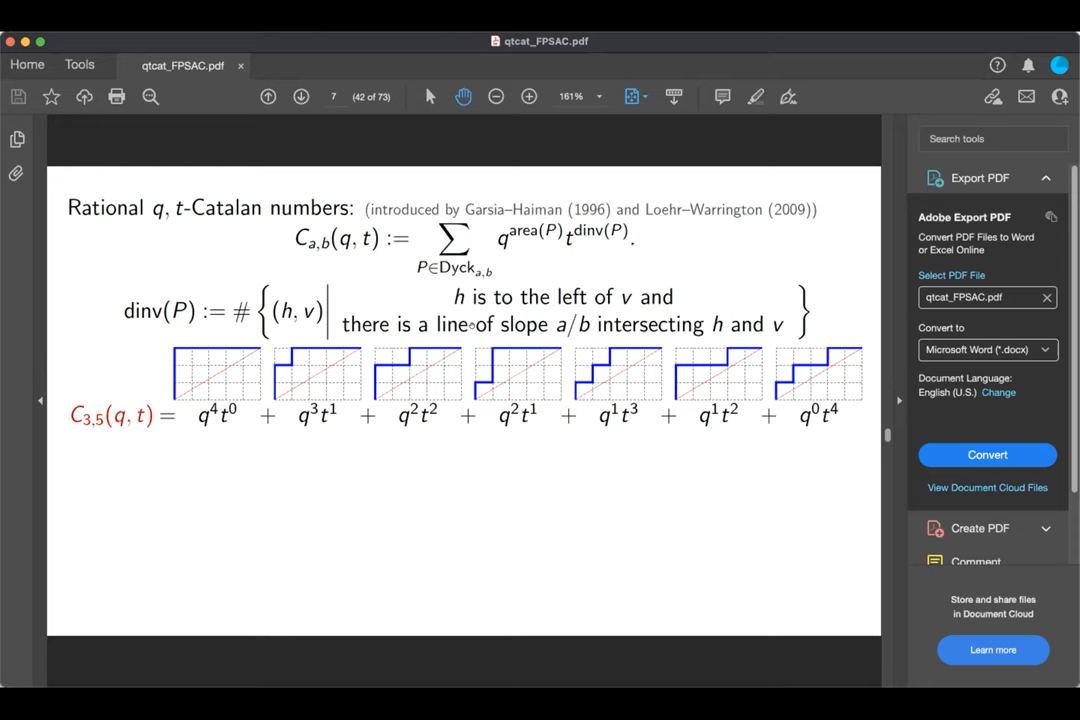 qtcat_FPSAC.pdf
Home Tools qtcat_FPSAC.pdf ×
7 (42 of 73) 161%
Search tools
Export PDF
Adobe Export PDF
Convert PDF Files to Word
or Excel Online
Select PDF File
qtcat_FPSAC.pdf
Convert to
Microsoft Word (*.docx)
Document Language:
English (U.S.) Change
Convert
View Document Cloud Files
Create PDF
Comment
Store and share files
in Document Cloud
Learn more
Rational q, t-Catalan numbers: (introduced by Garsia–Haiman (1996) and Loehr–Warrington (2009))
C_{a,b}(q, t) := ∑_{P∈Dyck_{a,b}} q^{area(P)} t^{dinv(P)}.
dinv(P) := # {(h, v)| h is to the left of v and
there is a line of slope a/b intersecting h and v }
C_{3,5}(q, t) = q^4t^0 + q^3t^1 + q^2t^2 + q^2t^1 + q^1t^3 + q^1t^2 + q^0t^4